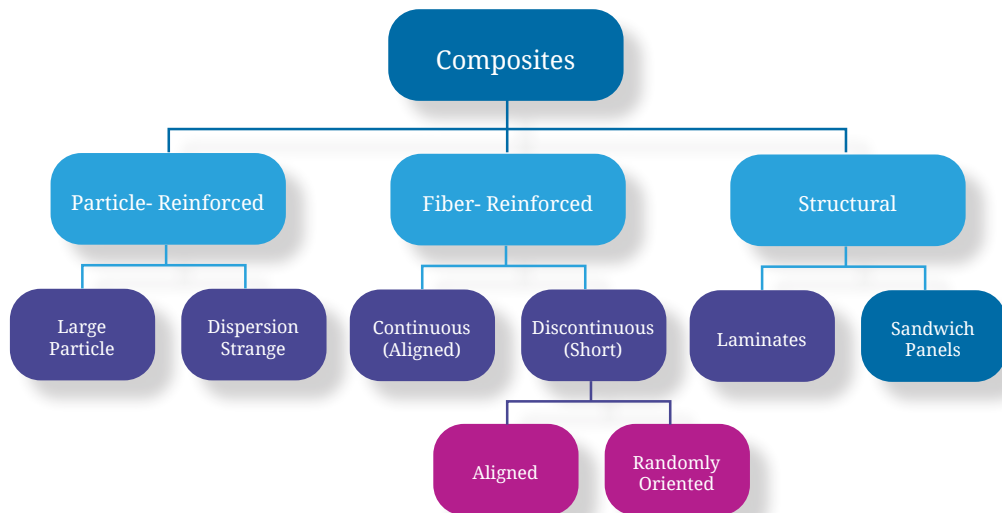 Composites
Particle- Reinforced
Fiber- Reinforced
Structural
Large
Particle
Dispersion
Strange
Continuous
(Aligned)
Discontinuous
(Short)
Laminates
Sandwich
Panels
Aligned
Randomly
Oriented